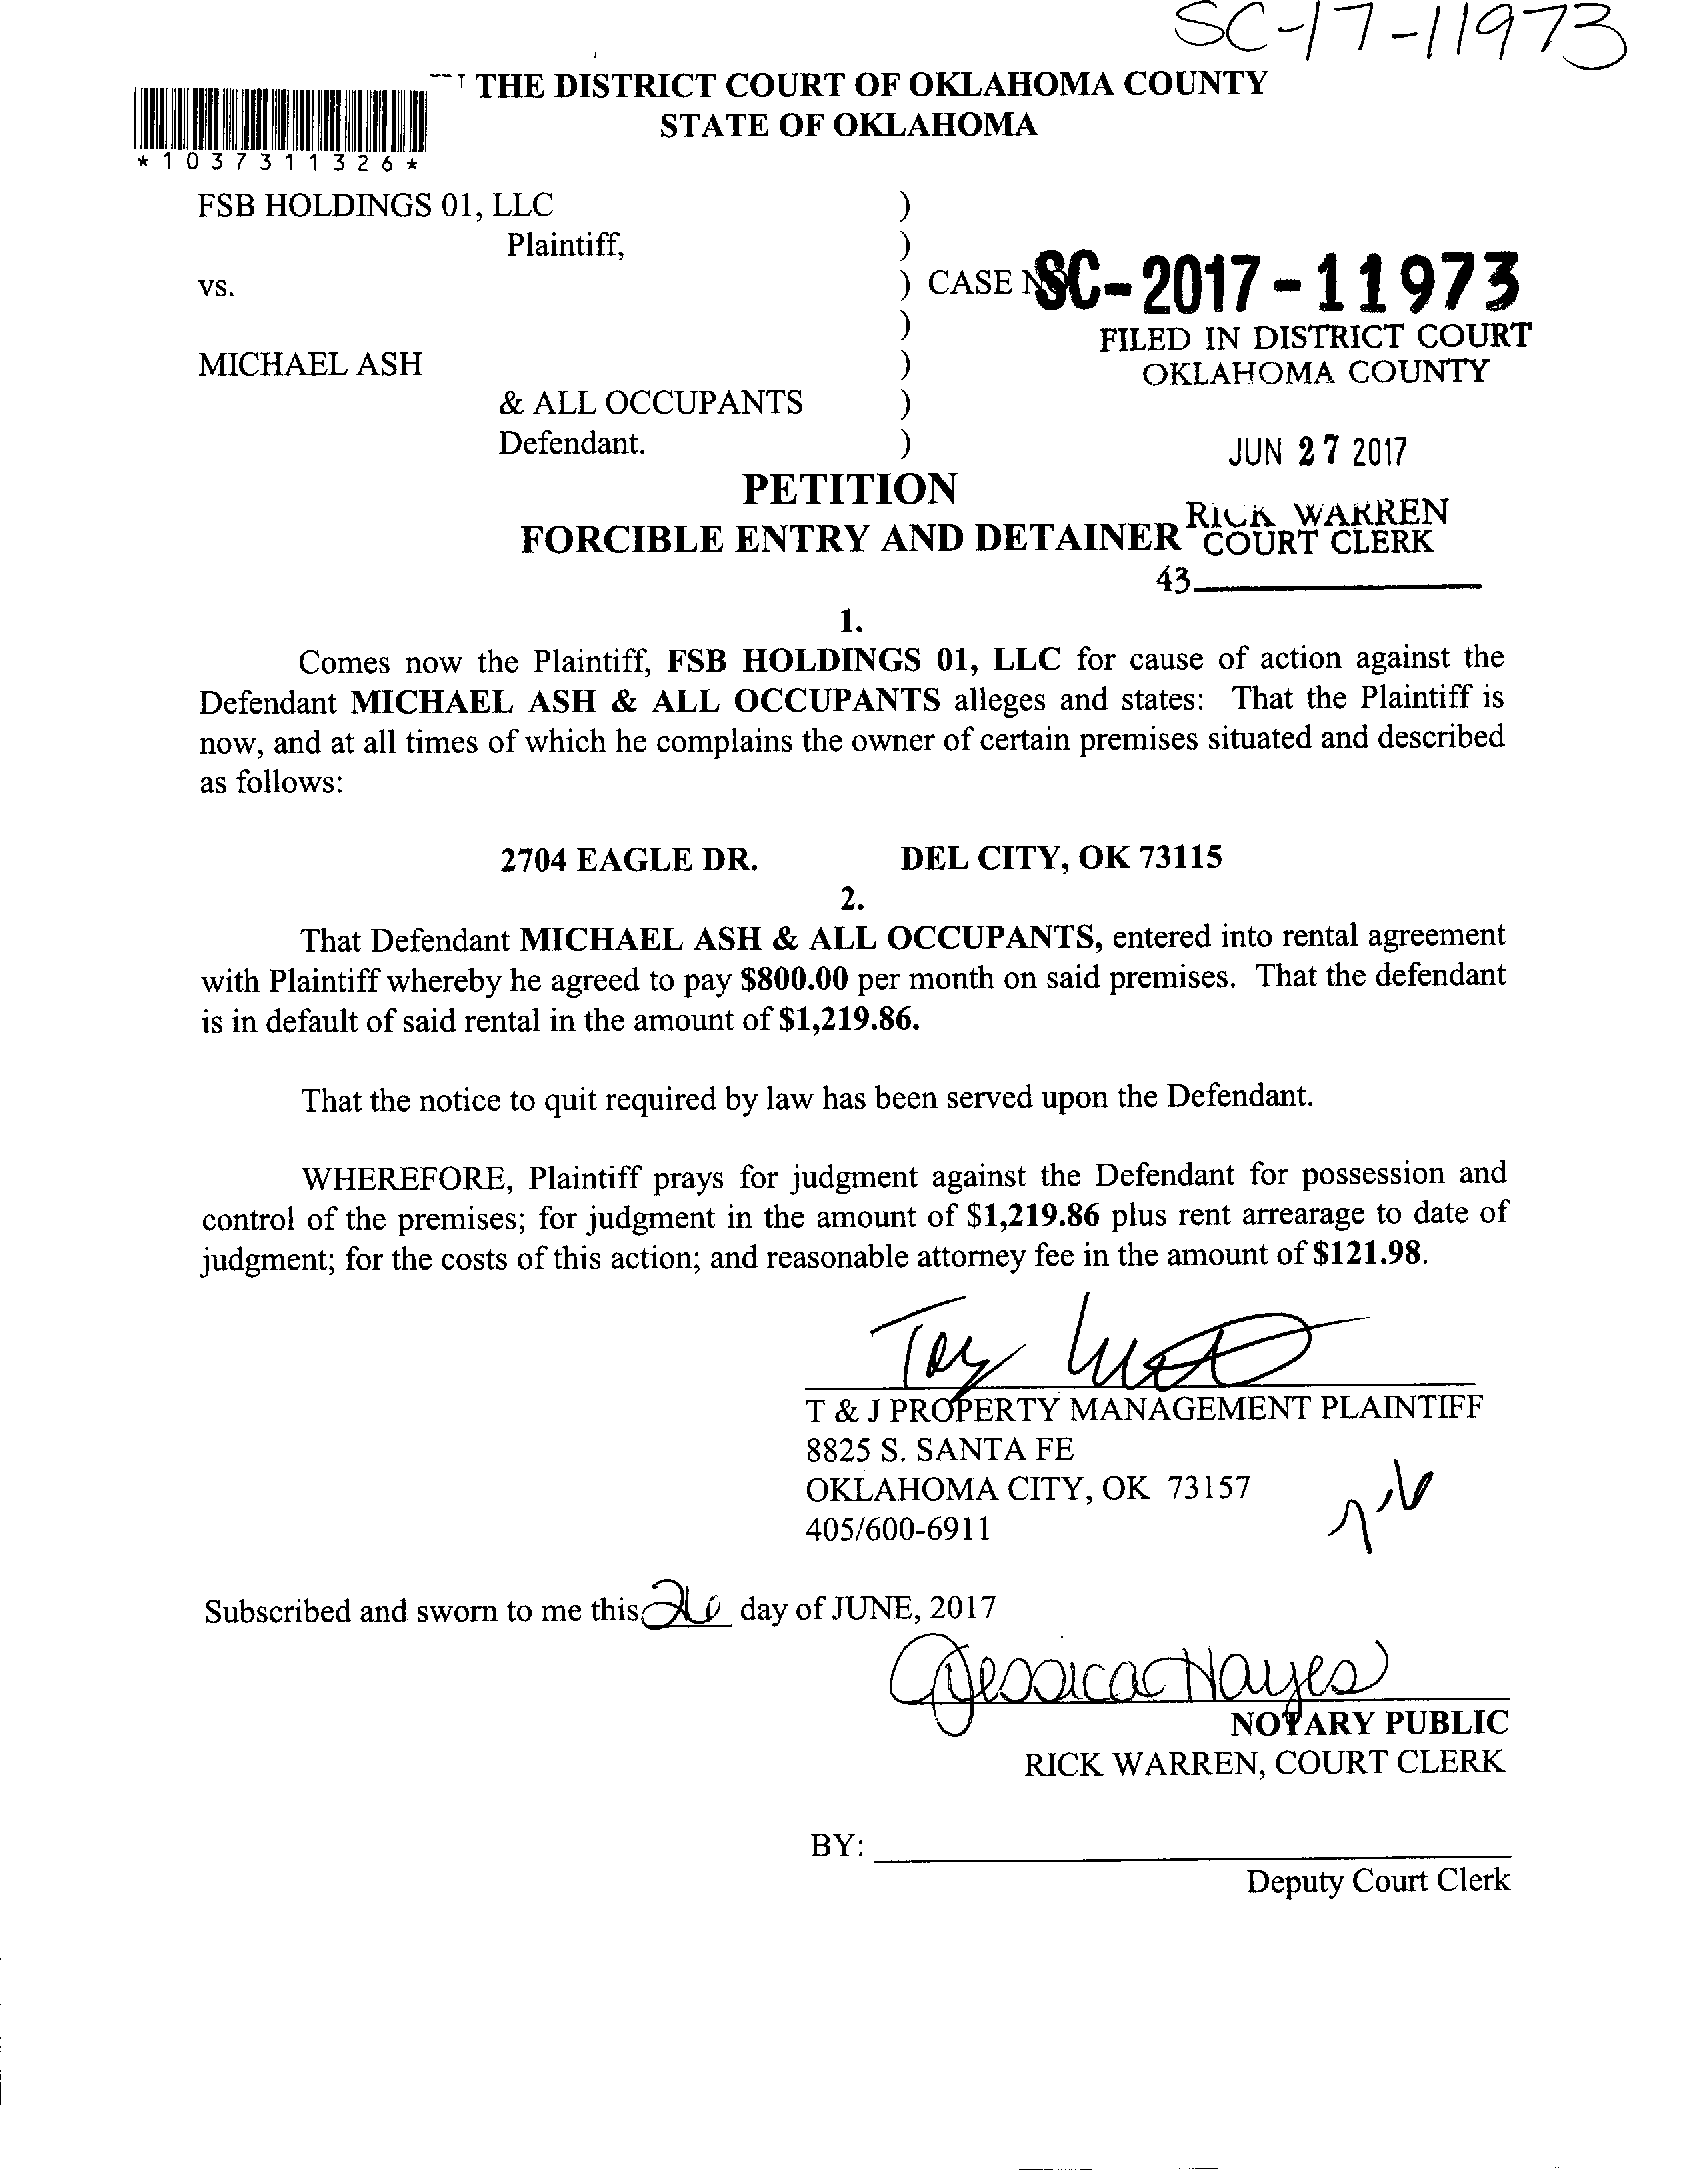 SC-17-11973
THE DISTRICT COURT OF OKLAHOMA COUNTY
STATE OF OKLAHOMA
*1037311326*
FSB HOLDINGS 01, LLC )
Plaintiff, )
vs. ) CASE NO SC-2017-11973
)
FILED IN DISTRICT COURT
MICHAEL ASH )
OKLAHOMA COUNTY
& ALL OCCUPANTS )
Defendant. )
JUN 27 2017
PETITION
RICK WARREN
FORCIBLE ENTRY AND DETAINER
COURT CLERK
43
1.
Comes now the Plaintiff, FSB HOLDINGS 01, LLC for cause of action against the
Defendant MICHAEL ASH & ALL OCCUPANTS alleges and states: That the Plaintiff is
now, and at all times of which he complains the owner of certain premises situated and described
as follows:
2704 EAGLE DR. DEL CITY, OK 73115
2.
That Defendant MICHAEL ASH & ALL OCCUPANTS, entered into rental agreement
with Plaintiff whereby he agreed to pay $800.00 per month on said premises. That the defendant
is in default of said rental in the amount of $1,219.86.
That the notice to quit required by law has been served upon the Defendant.
WHEREFORE, Plaintiff prays for judgment against the Defendant for possession and
control of the premises; for judgment in the amount of $1,219.86 plus rent arrearage to date of
judgment; for the costs of this action; and reasonable attorney fee in the amount of $121.98.
T & J PROPERTY MANAGEMENT PLAINTIFF
8825 S. SANTA FE
OKLAHOMA CITY, OK 73157
405/600-6911
Subscribed and sworn to me this 26 day of JUNE, 2017
Jessica Hayes
NOTARY PUBLIC
RICK WARREN, COURT CLERK
BY:
Deputy Court Clerk